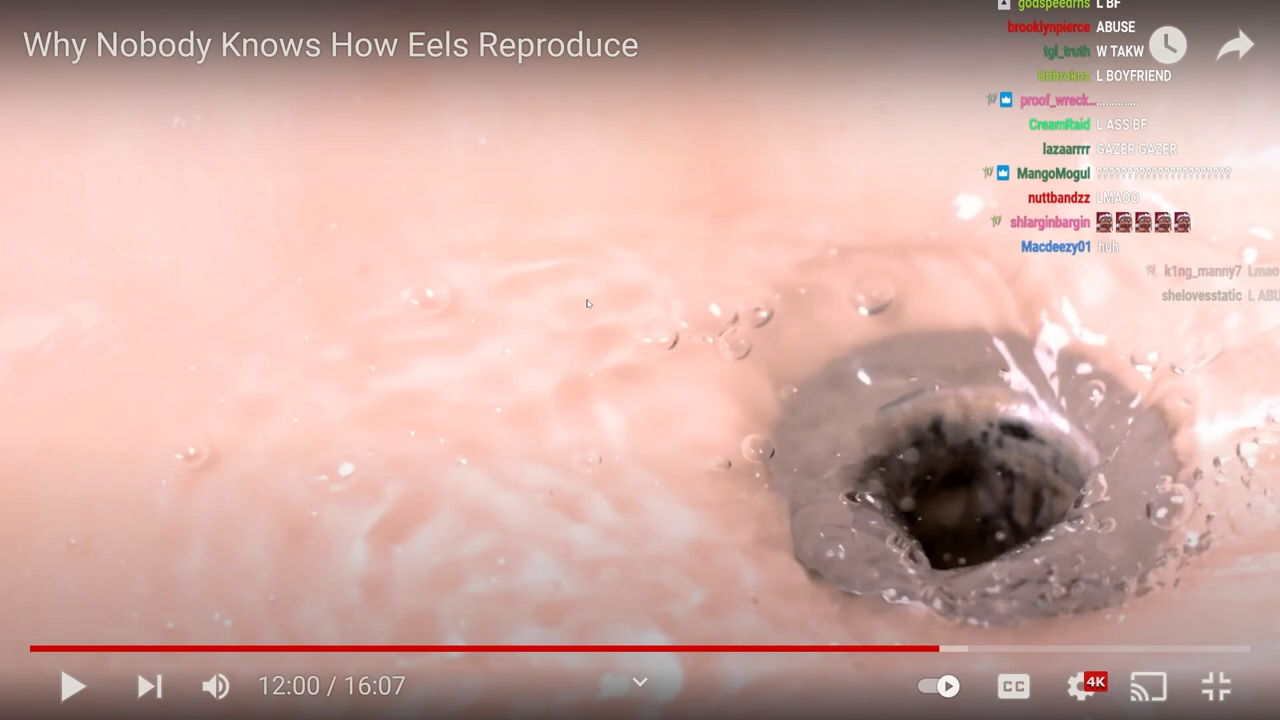 Why Nobody Knows How Eels Reproduce
godspeedrns L BF
brooklynpierce ABUSE
tgl_truth W TAKW
Unbroknz L BOYFRIEND
proof_wreck... .............
CreamRaid L ASS BF
lazaarrrr GAZER GAZER
MangoMogul ??????????????????????
nuttbandzz LMAOO
shlarginbargin
Macdeezy01 huh
k1ng_manny7 Lmao
shelovesstatic L ABU
12:00 / 16:07
CC
4K